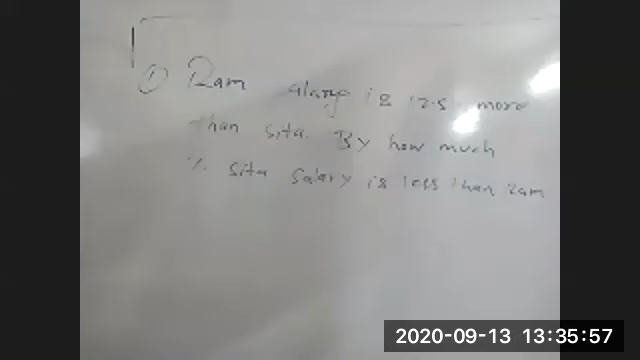 ① Ram alary is 12.5 more
than sita. By how much
% sita salary is less than Ram
2020-09-13 13:35:57